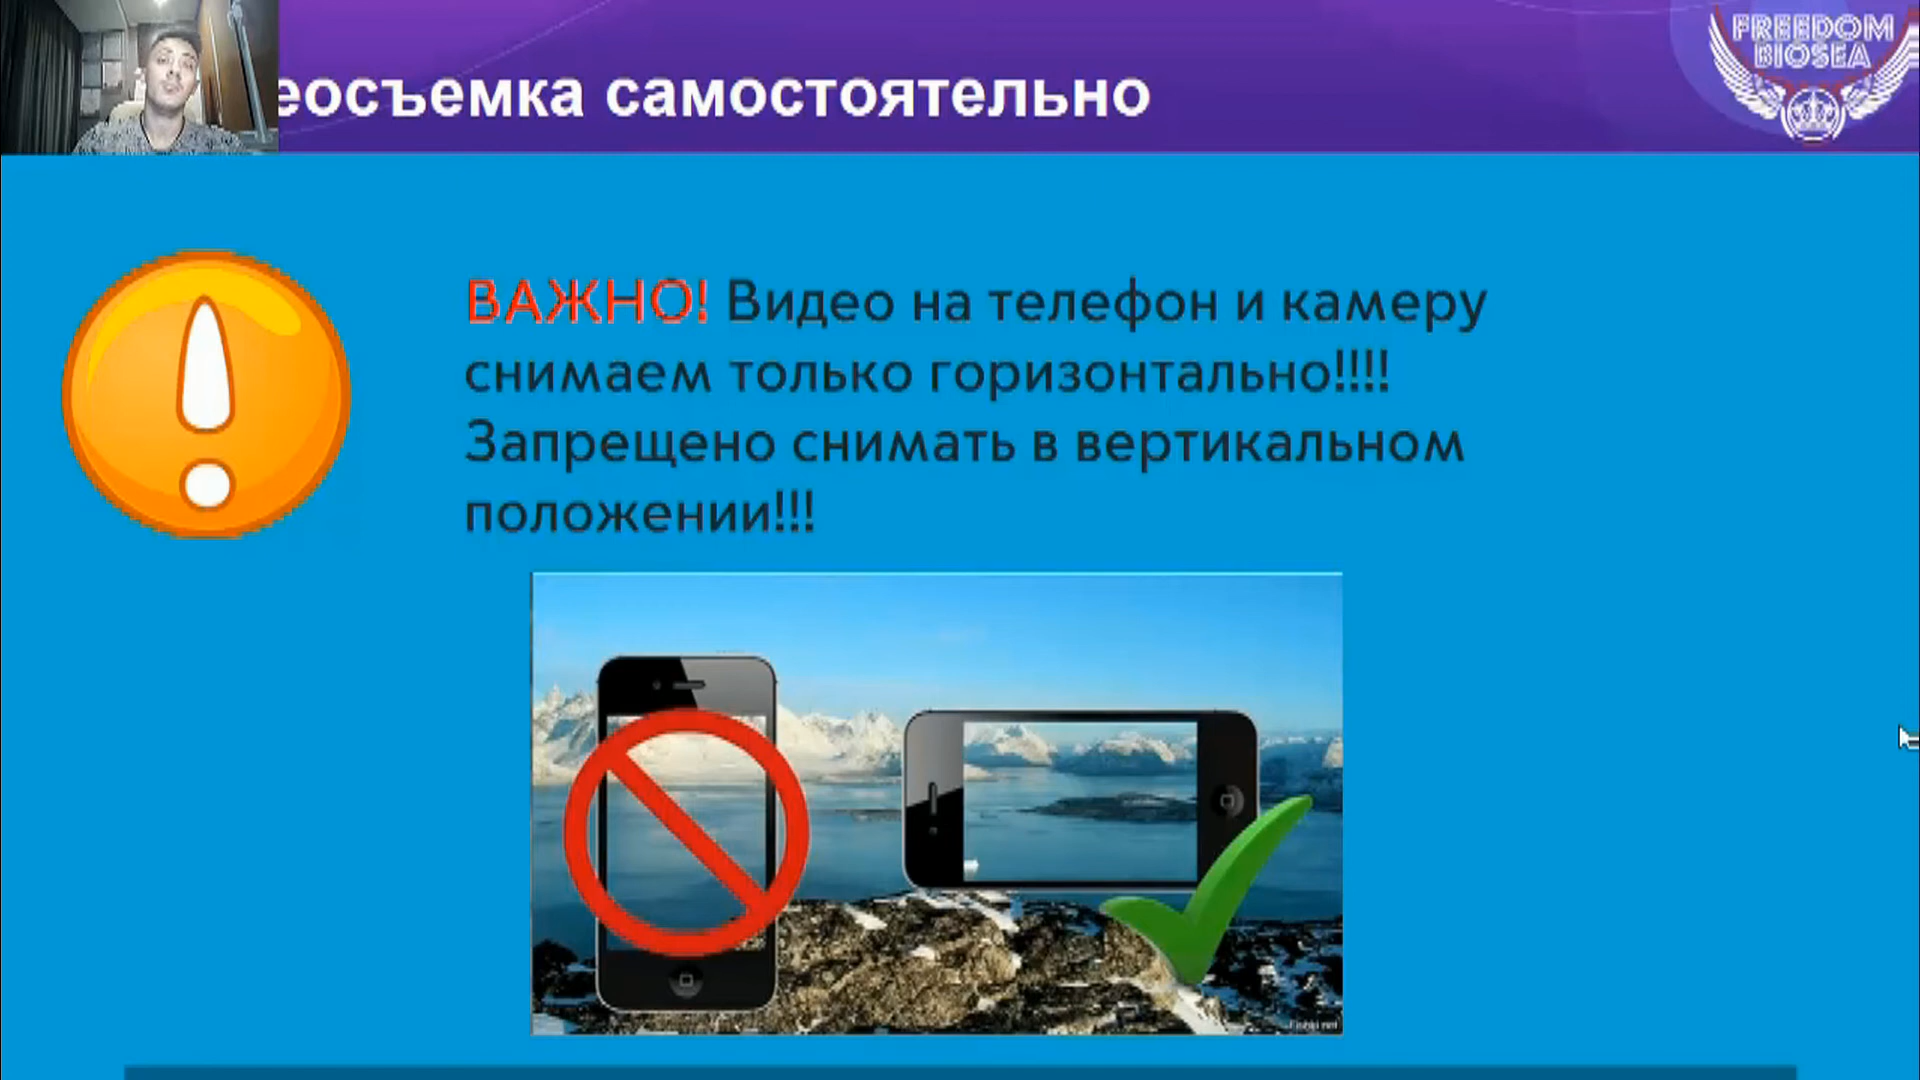 еосъемка самостоятельно
FREEDOM
BIOSEA
ВАЖНО! Видео на телефон и камеру
снимаем только горизонтально!!!!
Запрещено снимать в вертикальном
положении!!!